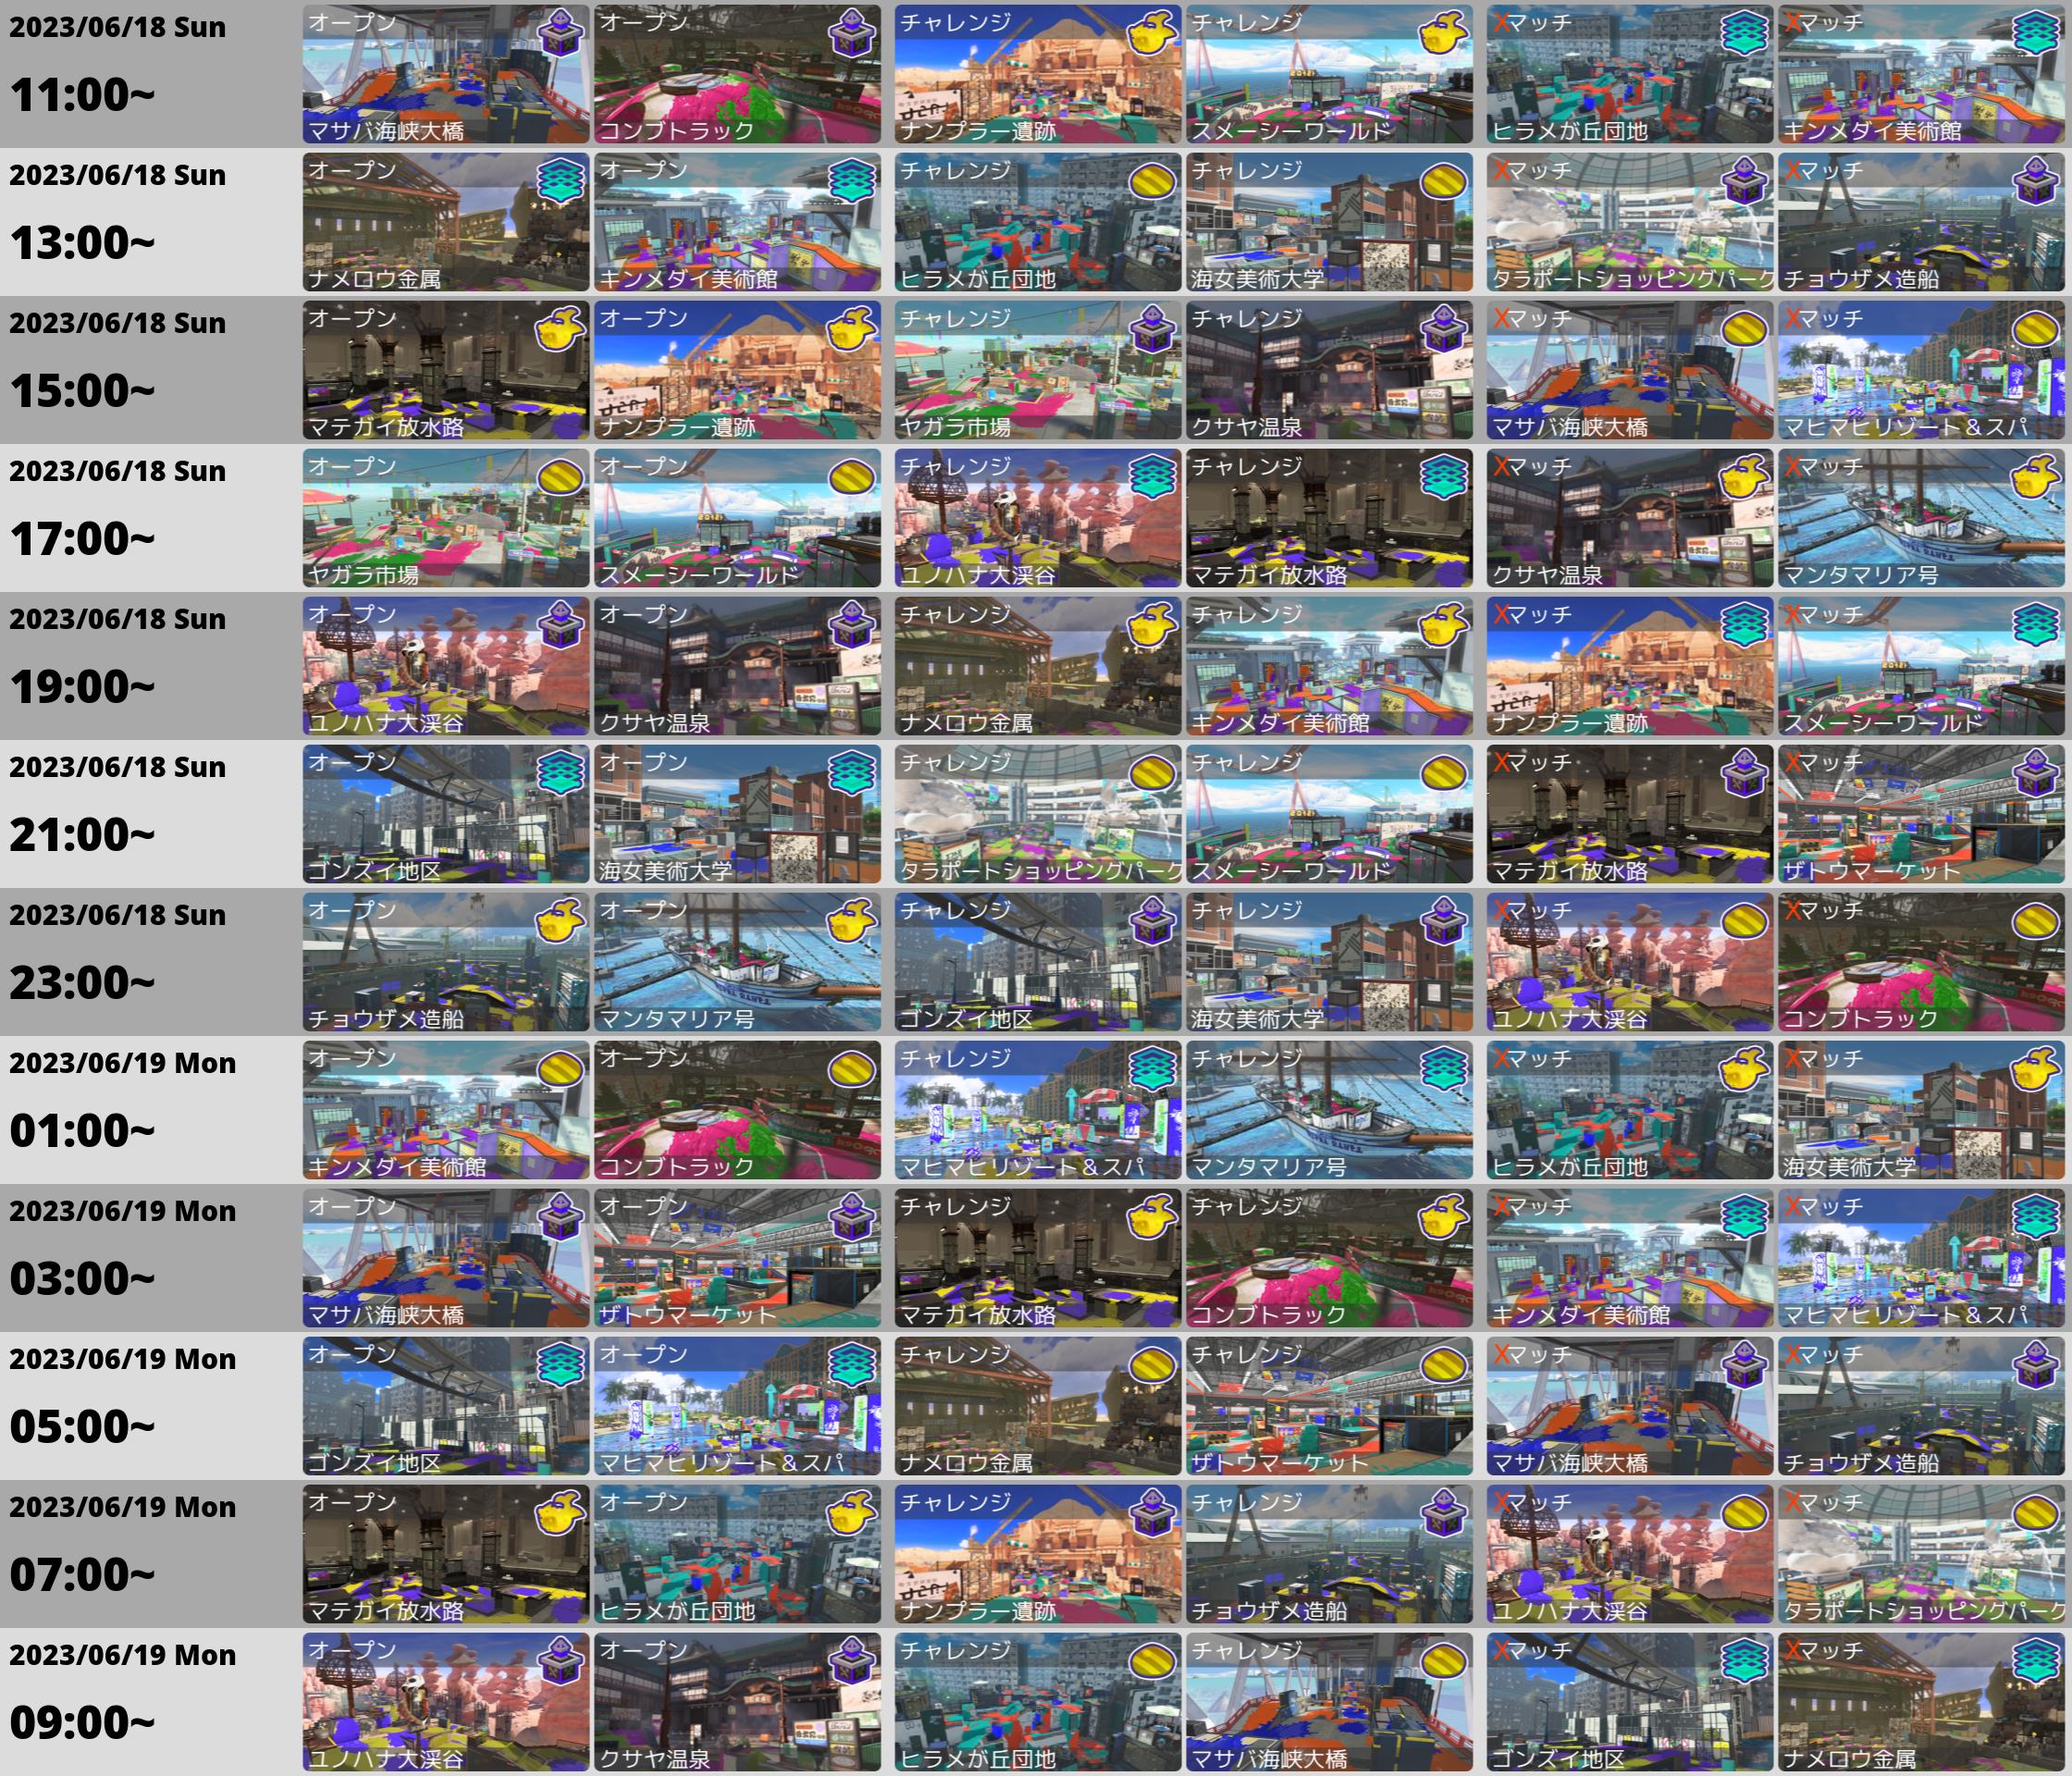 2023/06/18 Sun
11:00~
オープン オープン チャレンジ チャレンジ Xマッチ Xマッチ
マサバ海峡大橋 コンブトラック ナンプラー遺跡 スメーシーワールド ヒラメが丘団地 キンメダイ美術館
2023/06/18 Sun
13:00~
オープン オープン チャレンジ チャレンジ Xマッチ Xマッチ
ナメロウ金属 キンメダイ美術館 ヒラメが丘団地 海女美術大学 タラポートショッピングパーク チョウザメ造船
2023/06/18 Sun
15:00~
オープン オープン チャレンジ チャレンジ Xマッチ Xマッチ
マテガイ放水路 ナンプラー遺跡 ヤガラ市場 クサヤ温泉 マサバ海峡大橋 マヒマヒリゾート＆スパ
2023/06/18 Sun
17:00~
オープン オープン チャレンジ チャレンジ Xマッチ Xマッチ
ヤガラ市場 スメーシーワールド ユノハナ大渓谷 マテガイ放水路 クサヤ温泉 マンタマリア号
2023/06/18 Sun
19:00~
オープン オープン チャレンジ チャレンジ Xマッチ Xマッチ
ユノハナ大渓谷 クサヤ温泉 ナメロウ金属 キンメダイ美術館 ナンプラー遺跡 スメーシーワールド
2023/06/18 Sun
21:00~
オープン オープン チャレンジ チャレンジ Xマッチ Xマッチ
ゴンズイ地区 海女美術大学 タラポートショッピングパーク スメーシーワールド マテガイ放水路 ザトウマーケット
2023/06/18 Sun
23:00~
オープン オープン チャレンジ チャレンジ Xマッチ Xマッチ
チョウザメ造船 マンタマリア号 ゴンズイ地区 海女美術大学 ユノハナ大渓谷 コンブトラック
2023/06/19 Mon
01:00~
オープン オープン チャレンジ チャレンジ Xマッチ Xマッチ
キンメダイ美術館 コンブトラック マヒマヒリゾート＆スパ マンタマリア号 ヒラメが丘団地 海女美術大学
2023/06/19 Mon
03:00~
オープン オープン チャレンジ チャレンジ Xマッチ Xマッチ
マサバ海峡大橋 ザトウマーケット マテガイ放水路 コンブトラック キンメダイ美術館 マヒマヒリゾート＆スパ
2023/06/19 Mon
05:00~
オープン オープン チャレンジ チャレンジ Xマッチ Xマッチ
ゴンズイ地区 マヒマヒリゾート＆スパ ナメロウ金属 ザトウマーケット マサバ海峡大橋 チョウザメ造船
2023/06/19 Mon
07:00~
オープン オープン チャレンジ チャレンジ Xマッチ Xマッチ
マテガイ放水路 ヒラメが丘団地 ナンプラー遺跡 チョウザメ造船 ユノハナ大渓谷 タラポートショッピングパーク
2023/06/19 Mon
09:00~
オープン オープン チャレンジ チャレンジ Xマッチ Xマッチ
ユノハナ大渓谷 クサヤ温泉 ヒラメが丘団地 マサバ海峡大橋 ゴンズイ地区 ナメロウ金属